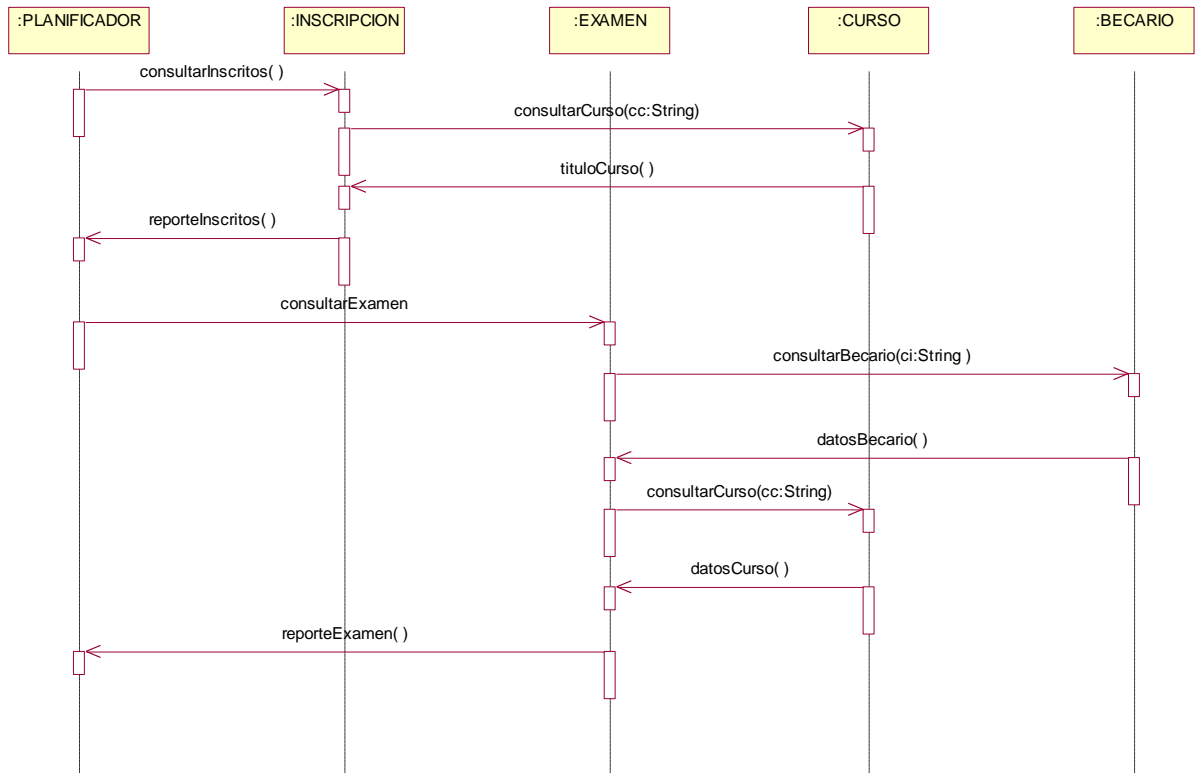 :PLANIFICADOR
:INSCRIPCION
:EXAMEN
:CURSO
:BECARIO
consultarInscritos( )
consultarCurso(cc:String)
tituloCurso( )
reporteInscritos( )
consultarExamen
consultarBecario(ci:String )
datosBecario( )
consultarCurso(cc:String)
datosCurso( )
reporteExamen( )